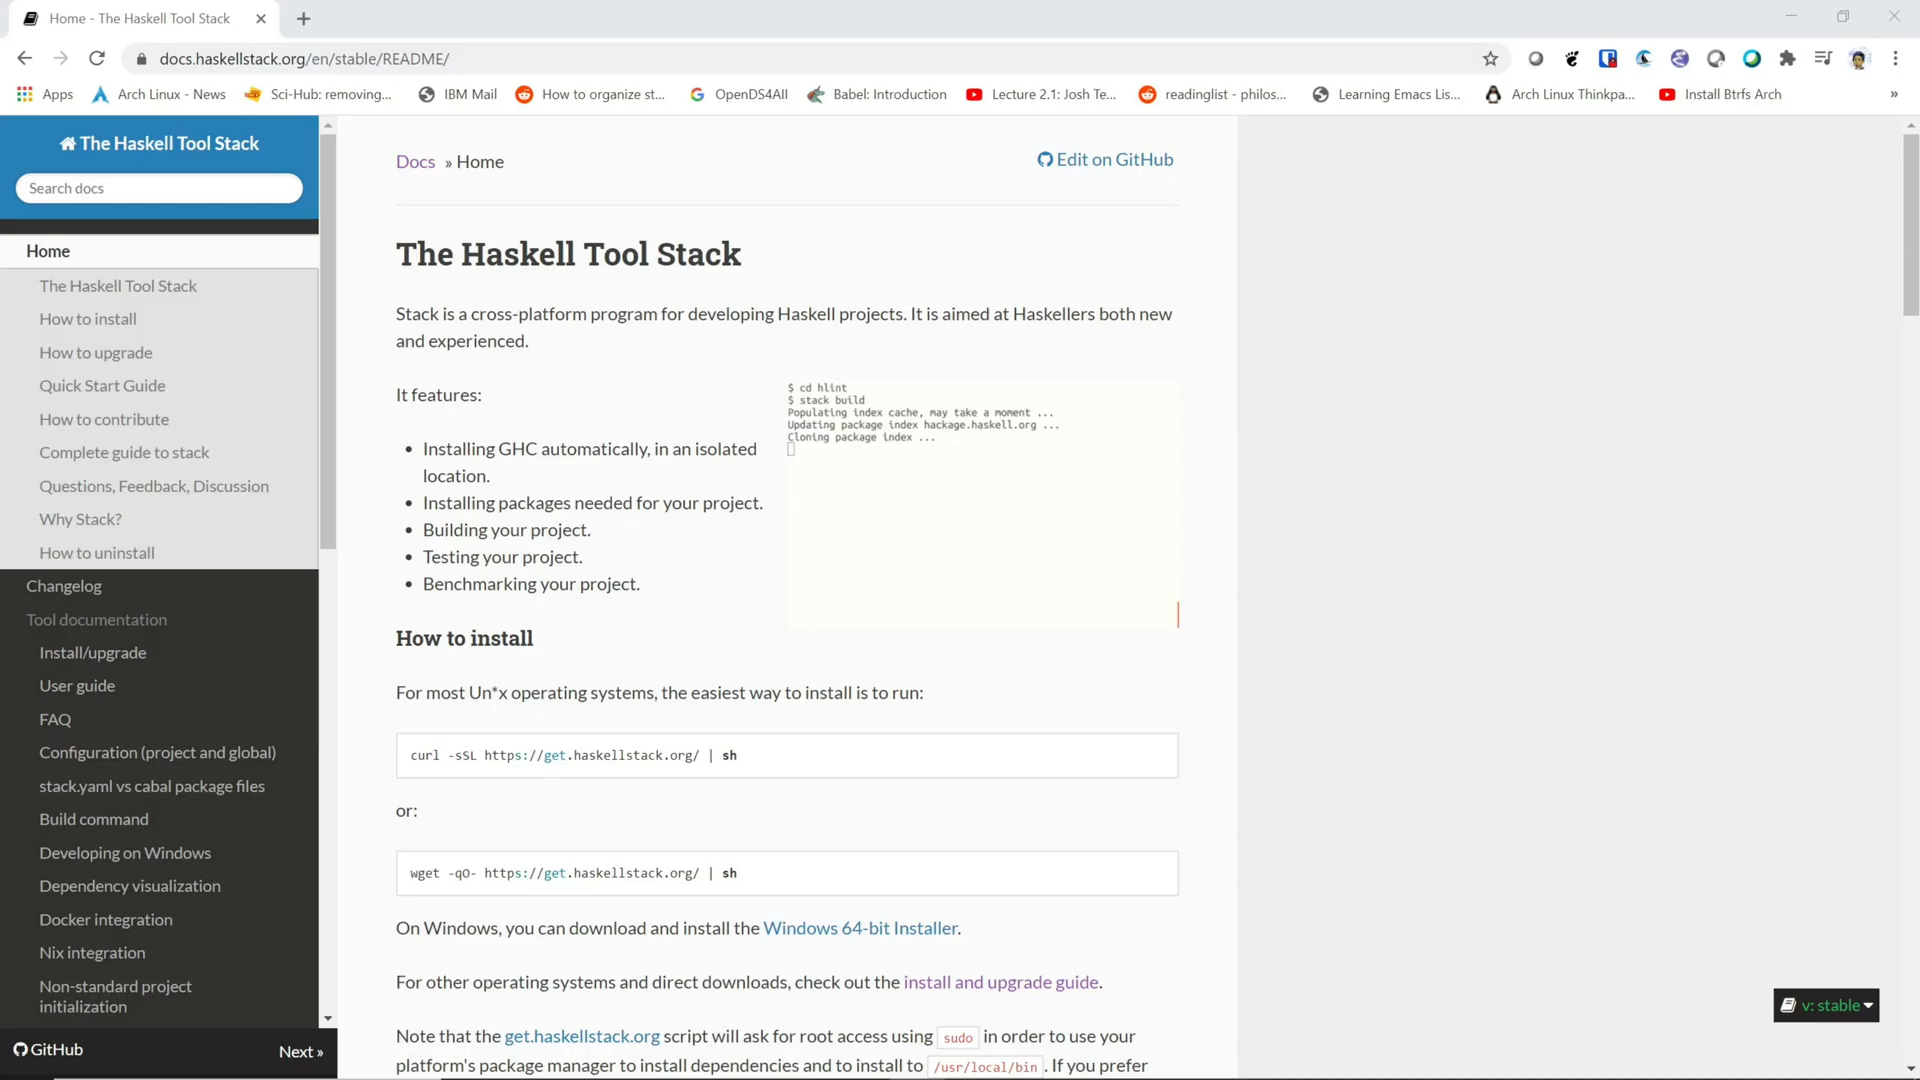 Home - The Haskell Tool Stack
docs.haskellstack.org/en/stable/README/
Apps
Arch Linux - News
Sci-Hub: removing...
IBM Mail
How to organize st...
OpenDS4All
Babel: Introduction
Lecture 2.1: Josh Te...
readinglist - philos...
Learning Emacs Lis...
Arch Linux Thinkpa...
Install Btrfs Arch
»
The Haskell Tool Stack
Search docs
Home
The Haskell Tool Stack
How to install
How to upgrade
Quick Start Guide
How to contribute
Complete guide to stack
Questions, Feedback, Discussion
Why Stack?
How to uninstall
Changelog
Tool documentation
Install/upgrade
User guide
FAQ
Configuration (project and global)
stack.yaml vs cabal package files
Build command
Developing on Windows
Dependency visualization
Docker integration
Nix integration
Non-standard project
initialization
GitHub
Next »
Docs » Home
Edit on GitHub
The Haskell Tool Stack
Stack is a cross-platform program for developing Haskell projects. It is aimed at Haskellers both new
and experienced.
It features:
Installing GHC automatically, in an isolated
location.
Installing packages needed for your project.
Building your project.
Testing your project.
Benchmarking your project.
$ cd hlint
$ stack build
Populating index cache, may take a moment ...
Updating package index hackage.haskell.org ...
Cloning package index ...
How to install
For most Un*x operating systems, the easiest way to install is to run:
curl -sSL https://get.haskellstack.org/ | sh
or:
wget -qO- https://get.haskellstack.org/ | sh
On Windows, you can download and install the Windows 64-bit Installer.
For other operating systems and direct downloads, check out the install and upgrade guide.
Note that the get.haskellstack.org script will ask for root access using sudo in order to use your
platform's package manager to install dependencies and to install to /usr/local/bin . If you prefer
v: stable